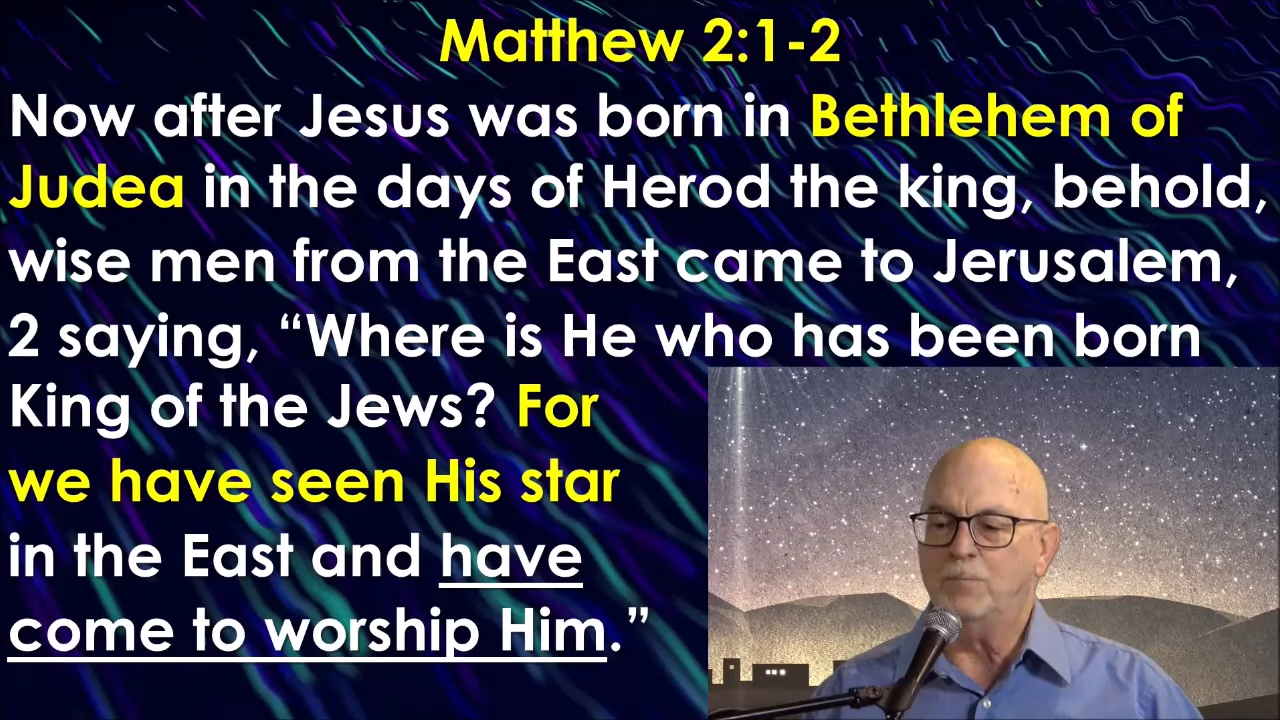 Matthew 2:1-2
Now after Jesus was born in Bethlehem of
Judea in the days of Herod the king, behold,
wise men from the East came to Jerusalem,
2 saying, “Where is He who has been born
King of the Jews? For
we have seen His star
in the East and have
come to worship Him.”